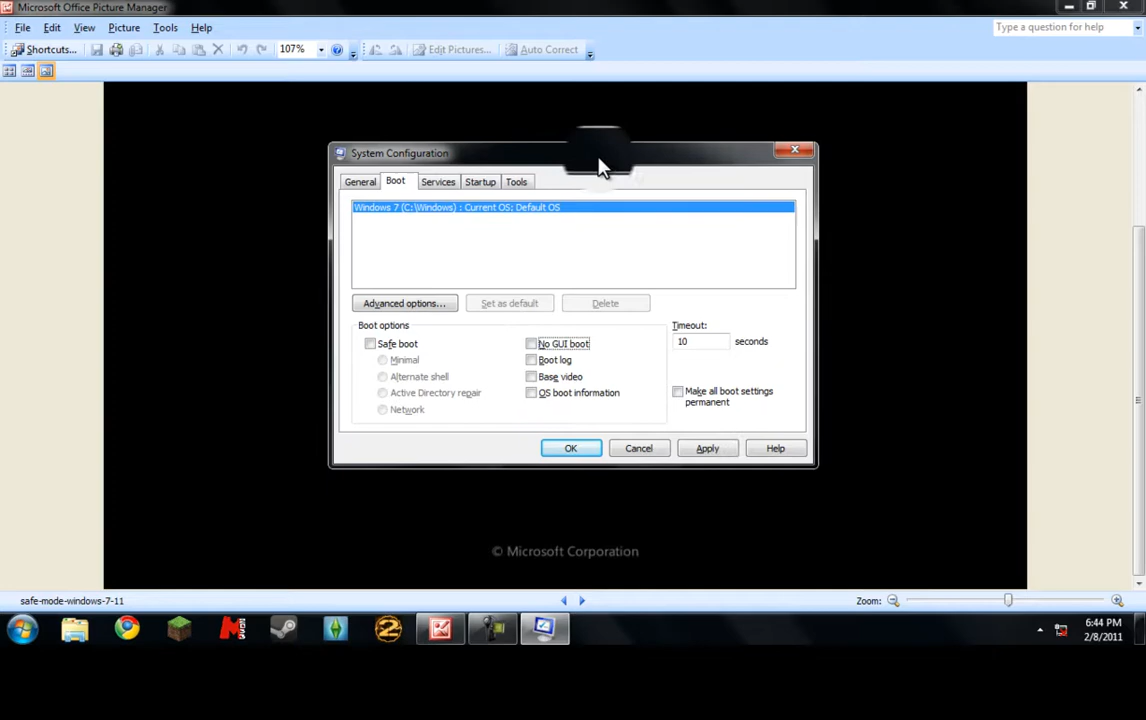 Microsoft Office Picture Manager
File Edit View Picture Tools Help
Type a question for help
Shortcuts... 107% Edit Pictures... Auto Correct
System Configuration
General Boot Services Startup Tools
Windows 7 (C:\Windows) : Current OS; Default OS
Advanced options... Set as default Delete
Boot options
Timeout:
Safe boot No GUI boot 10 seconds
Minimal Boot log
Alternate shell Base video
Active Directory repair OS boot information
Make all boot settings
permanent
Network
OK Cancel Apply Help
© Microsoft Corporation
safe-mode-windows-7-11 Zoom:
6:44 PM
2/8/2011